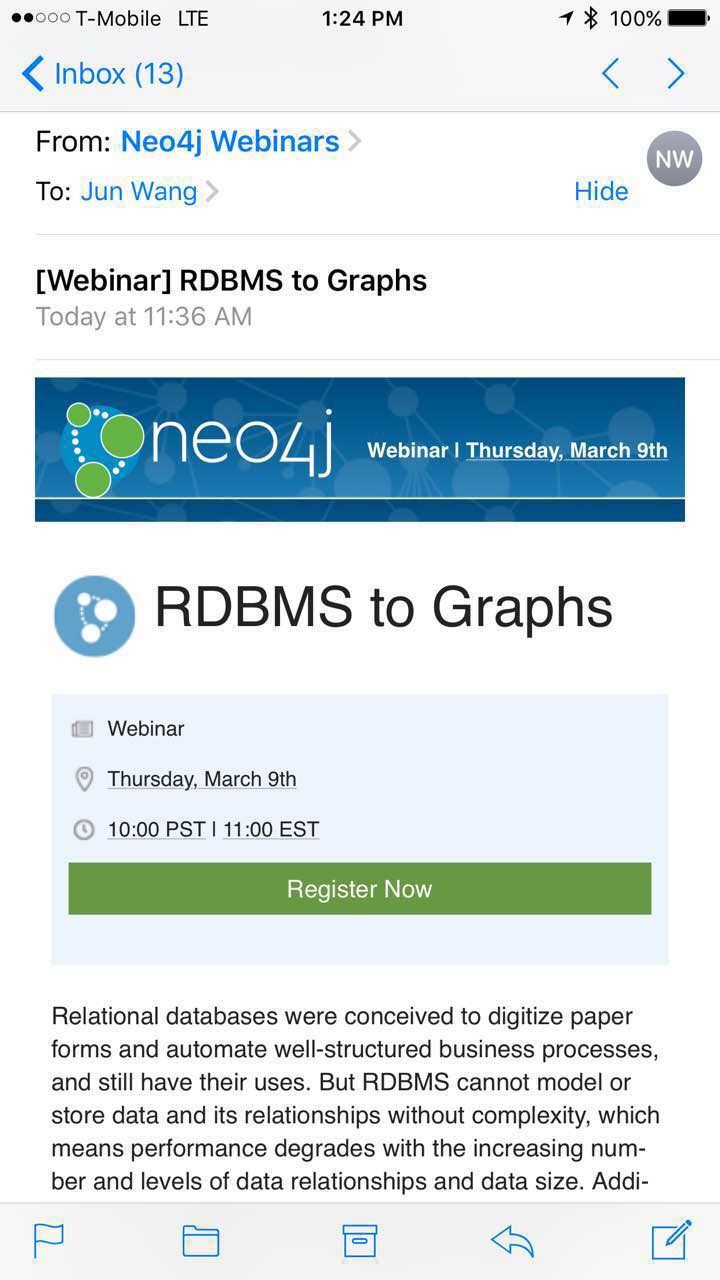 T-Mobile LTE 1:24 PM 100%
Inbox (13)
From: Neo4j Webinars
NW
To: Jun Wang Hide
[Webinar] RDBMS to Graphs
Today at 11:36 AM
neo4j Webinar | Thursday, March 9th
RDBMS to Graphs
Webinar
Thursday, March 9th
10:00 PST | 11:00 EST
Register Now
Relational databases were conceived to digitize paper
forms and automate well-structured business processes,
and still have their uses. But RDBMS cannot model or
store data and its relationships without complexity, which
means performance degrades with the increasing num-
ber and levels of data relationships and data size. Addi-